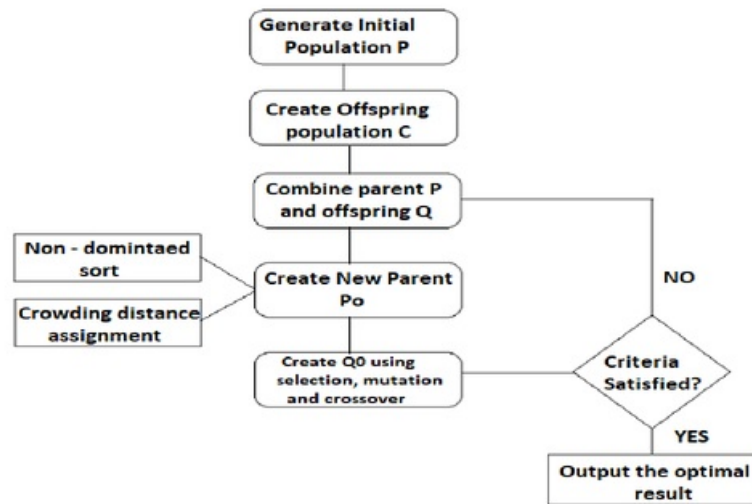 Generate Initial
Population P
Create Offspring
population C
Combine parent P
and offspring Q
Non - domintaed
sort
Crowding distance
assignment
Create New Parent
Po
NO
Create Q0 using
selection, mutation
and crossover
Criteria
Satisfied?
YES
Output the optimal
result